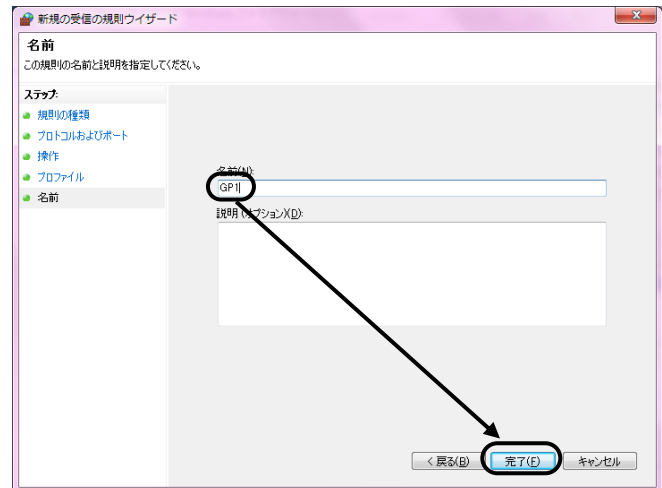 新規の受信の規則ウィザード
名前
この規則の名前と説明を指定してください。
ステップ:
規則の種類
プロトコルおよびポート
操作
プロファイル
名前
名前(N):
GP1
説明 (オプション)(D):
< 戻る(B)
完了(F)
キャンセル